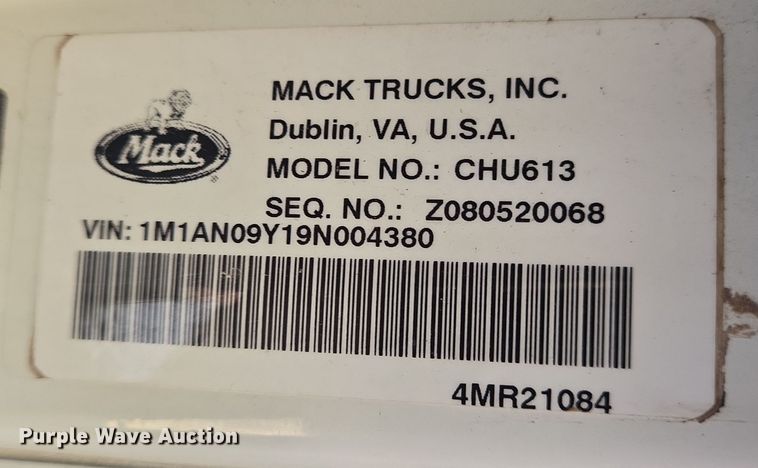 MACK TRUCKS, INC.
Dublin, VA, U.S.A.
Mack
MODEL NO.: CHU613
SEQ. NO.: Z080520068
VIN: 1M1AN09Y19N004380
4MR21084
Purple Wave Auction